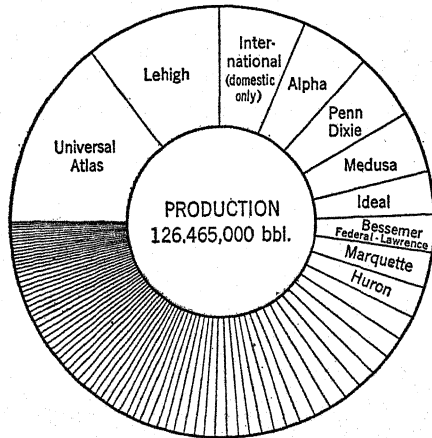 Inter-
national
(domestic
only)
Alpha
Penn
Dixie
Medusa
Ideal
Bessemer
Federal-Lawrence
Marquette
Huron
Lehigh
Universal
Atlas
PRODUCTION
126,465,000 bbl.